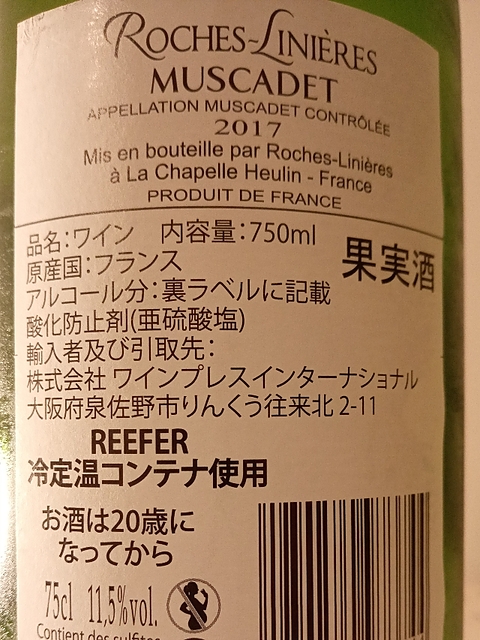 ROCHES-LINIÈRES
MUSCADET
APPELLATION MUSCADET CONTRÔLÉE
2017
Mis en bouteille par Roches-Linières
à La Chapelle Heulin - France
PRODUIT DE FRANCE
品名:ワイン 内容量:750ml
果実酒
原産国:フランス
アルコール分:裏ラベルに記載
酸化防止剤(亜硫酸塩)
輸入者及び引取先:
株式会社 ワインプレスインターナショナル
大阪府泉佐野市りんくう往来北 2-11
REEFER
冷定温コンテナ使用
お酒は20歳に
なってから
75cl 11,5%vol.
Contient des sulfites